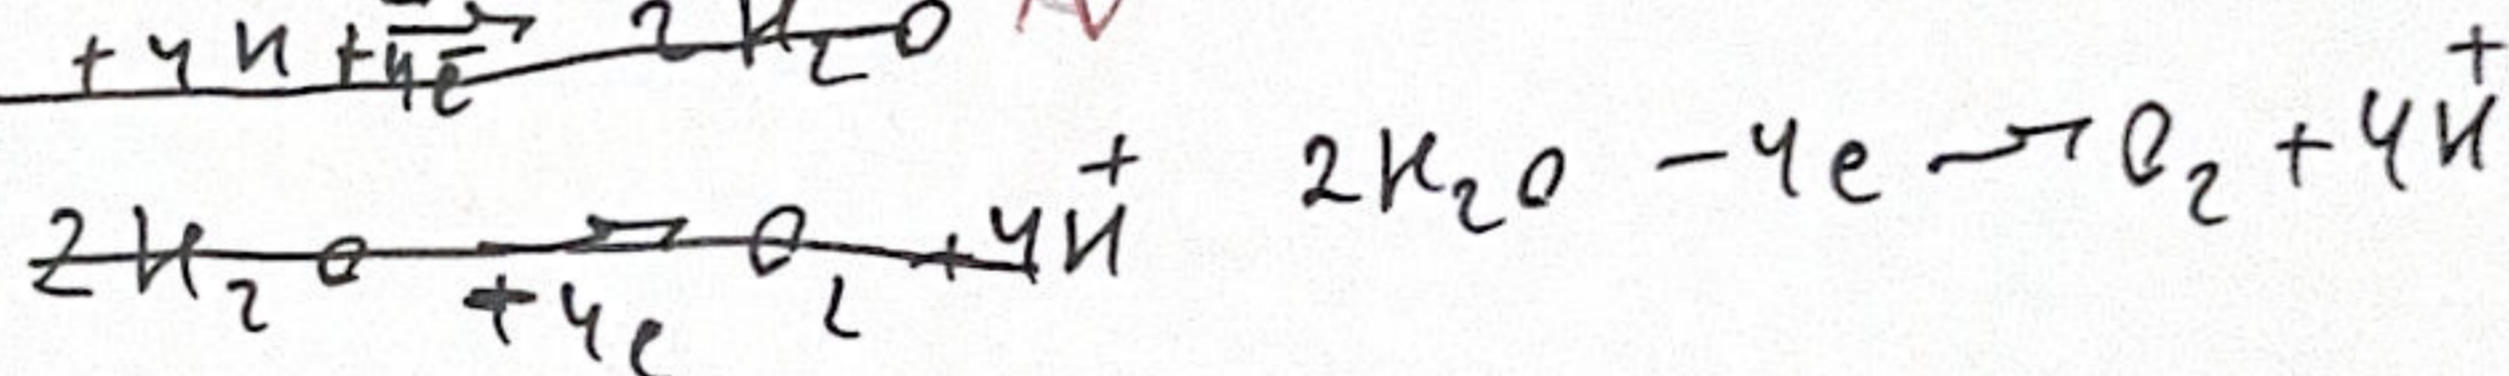 +4H +4e⁻ → 2H₂O
2H₂O +4e → O₂ +4H⁺ 2H₂O −4e → O₂ +4H⁺